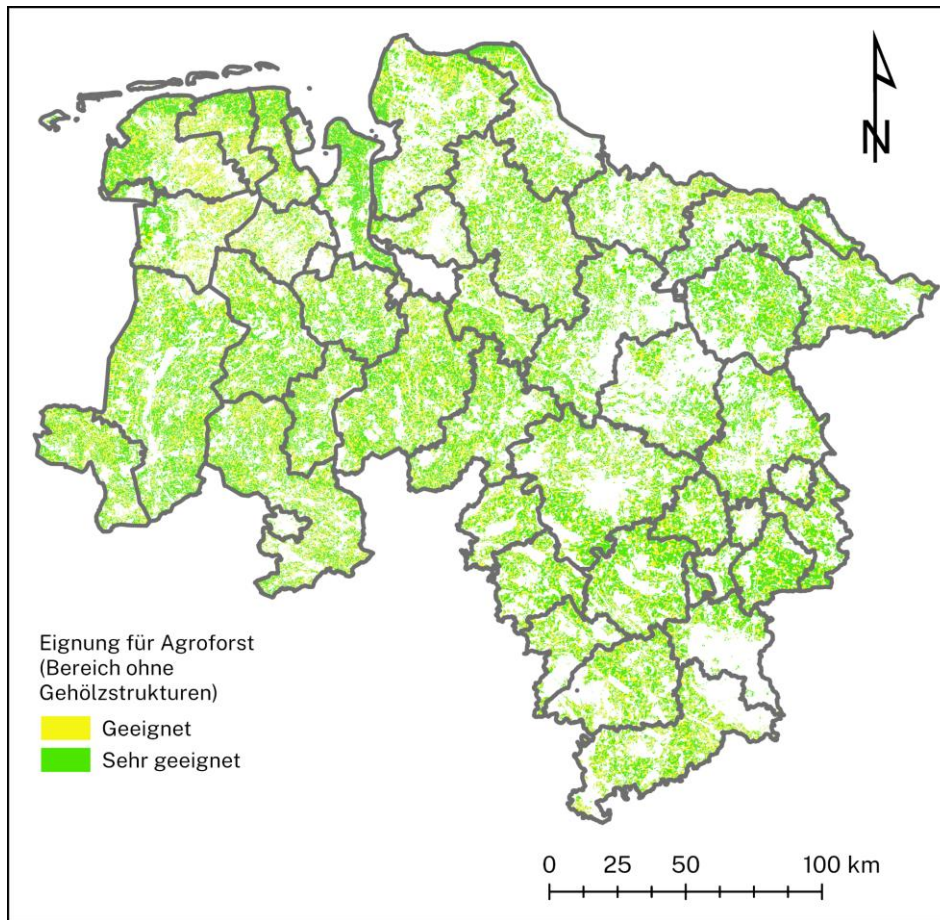 N
Eignung für Agroforst
(Bereich ohne
Gehölzstrukturen)
Geeignet
Sehr geeignet
0 25 50 100 km